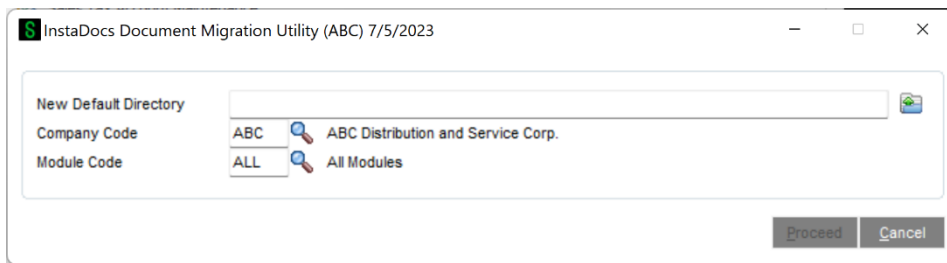 InstaDocs Document Migration Utility (ABC) 7/5/2023
New Default Directory
Company Code ABC ABC Distribution and Service Corp.
Module Code ALL All Modules
Proceed Cancel